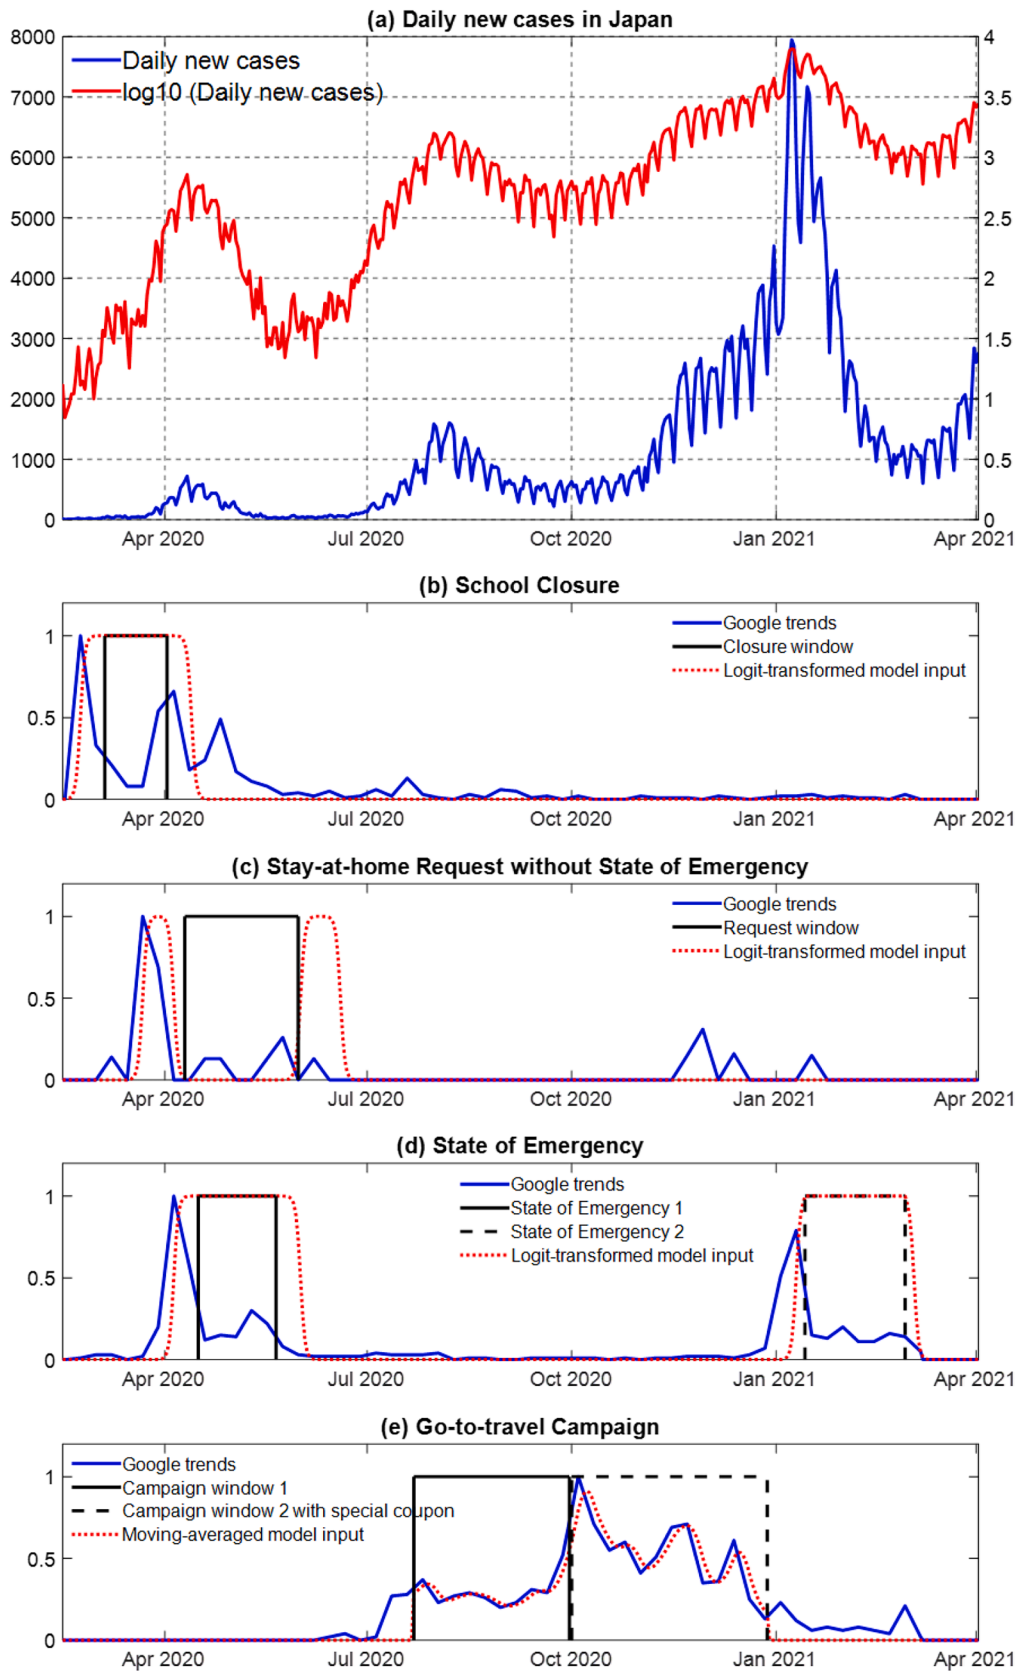 (a) Daily new cases in Japan
8000 4
7000 3.5
6000 3
5000 2.5
4000 2
3000 1.5
2000 1
1000 0.5
0 0
Daily new cases
log10 (Daily new cases)
Apr 2020 Jul 2020 Oct 2020 Jan 2021 Apr 2021
(b) School Closure
1
0.5
0
Google trends
Closure window
Logit-transformed model input
Apr 2020 Jul 2020 Oct 2020 Jan 2021 Apr 2021
(c) Stay-at-home Request without State of Emergency
1
0.5
0
Google trends
Request window
Logit-transformed model input
Apr 2020 Jul 2020 Oct 2020 Jan 2021 Apr 2021
(d) State of Emergency
1
0.5
0
Google trends
State of Emergency 1
State of Emergency 2
Logit-transformed model input
Apr 2020 Jul 2020 Oct 2020 Jan 2021 Apr 2021
(e) Go-to-travel Campaign
1
0.5
0
Google trends
Campaign window 1
Campaign window 2 with special coupon
Moving-averaged model input
Apr 2020 Jul 2020 Oct 2020 Jan 2021 Apr 2021